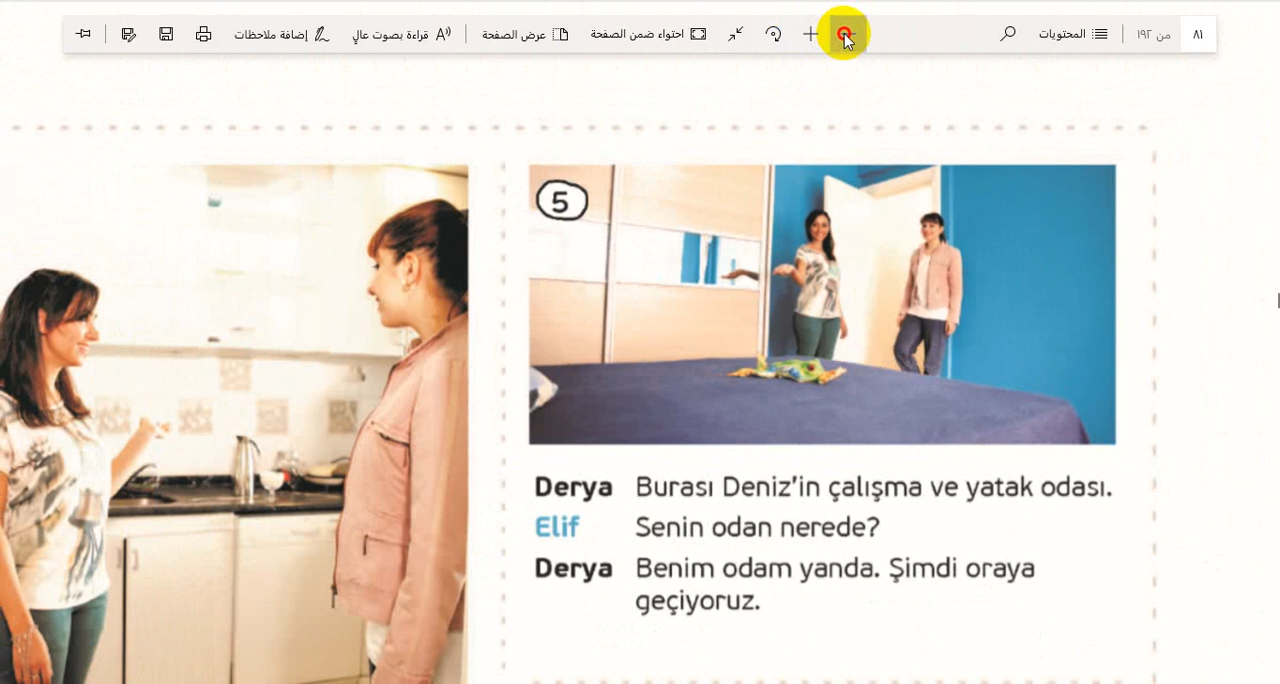 ٨١
من ١٩٢
المحتويات
احتواء ضمن الصفحة
عرض الصفحة
قراءة بصوت عالٍ
إضافة ملاحظات
5
Derya Burası Deniz’in çalışma ve yatak odası.
Elif Senin odan nerede?
Derya Benim odam yanda. Şimdi oraya
geçiyoruz.